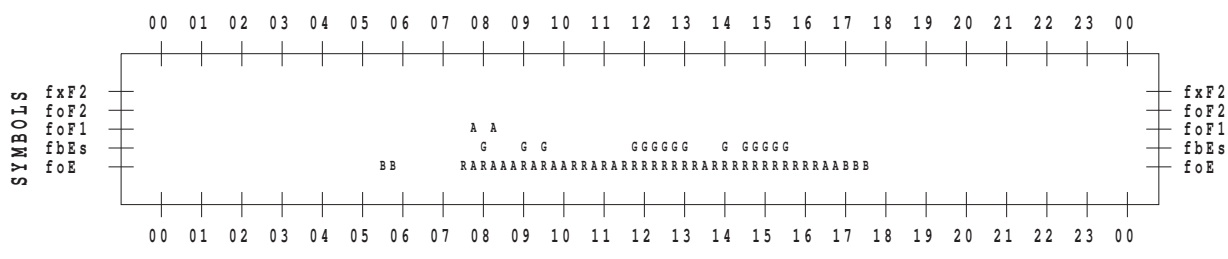 00 01 02 03 04 05 06 07 08 09 10 11 12 13 14 15 16 17 18 19 20 21 22 23 00
SYMBOLS
fxF2 fxF2
foF2 foF2
foF1 A A foF1
fbEs G G G GGGGGG G GGGGG fbEs
foE BB RARAAARARAARRARARRRRRRRRARRRRRRRRRRRAABBB foE
00 01 02 03 04 05 06 07 08 09 10 11 12 13 14 15 16 17 18 19 20 21 22 23 00